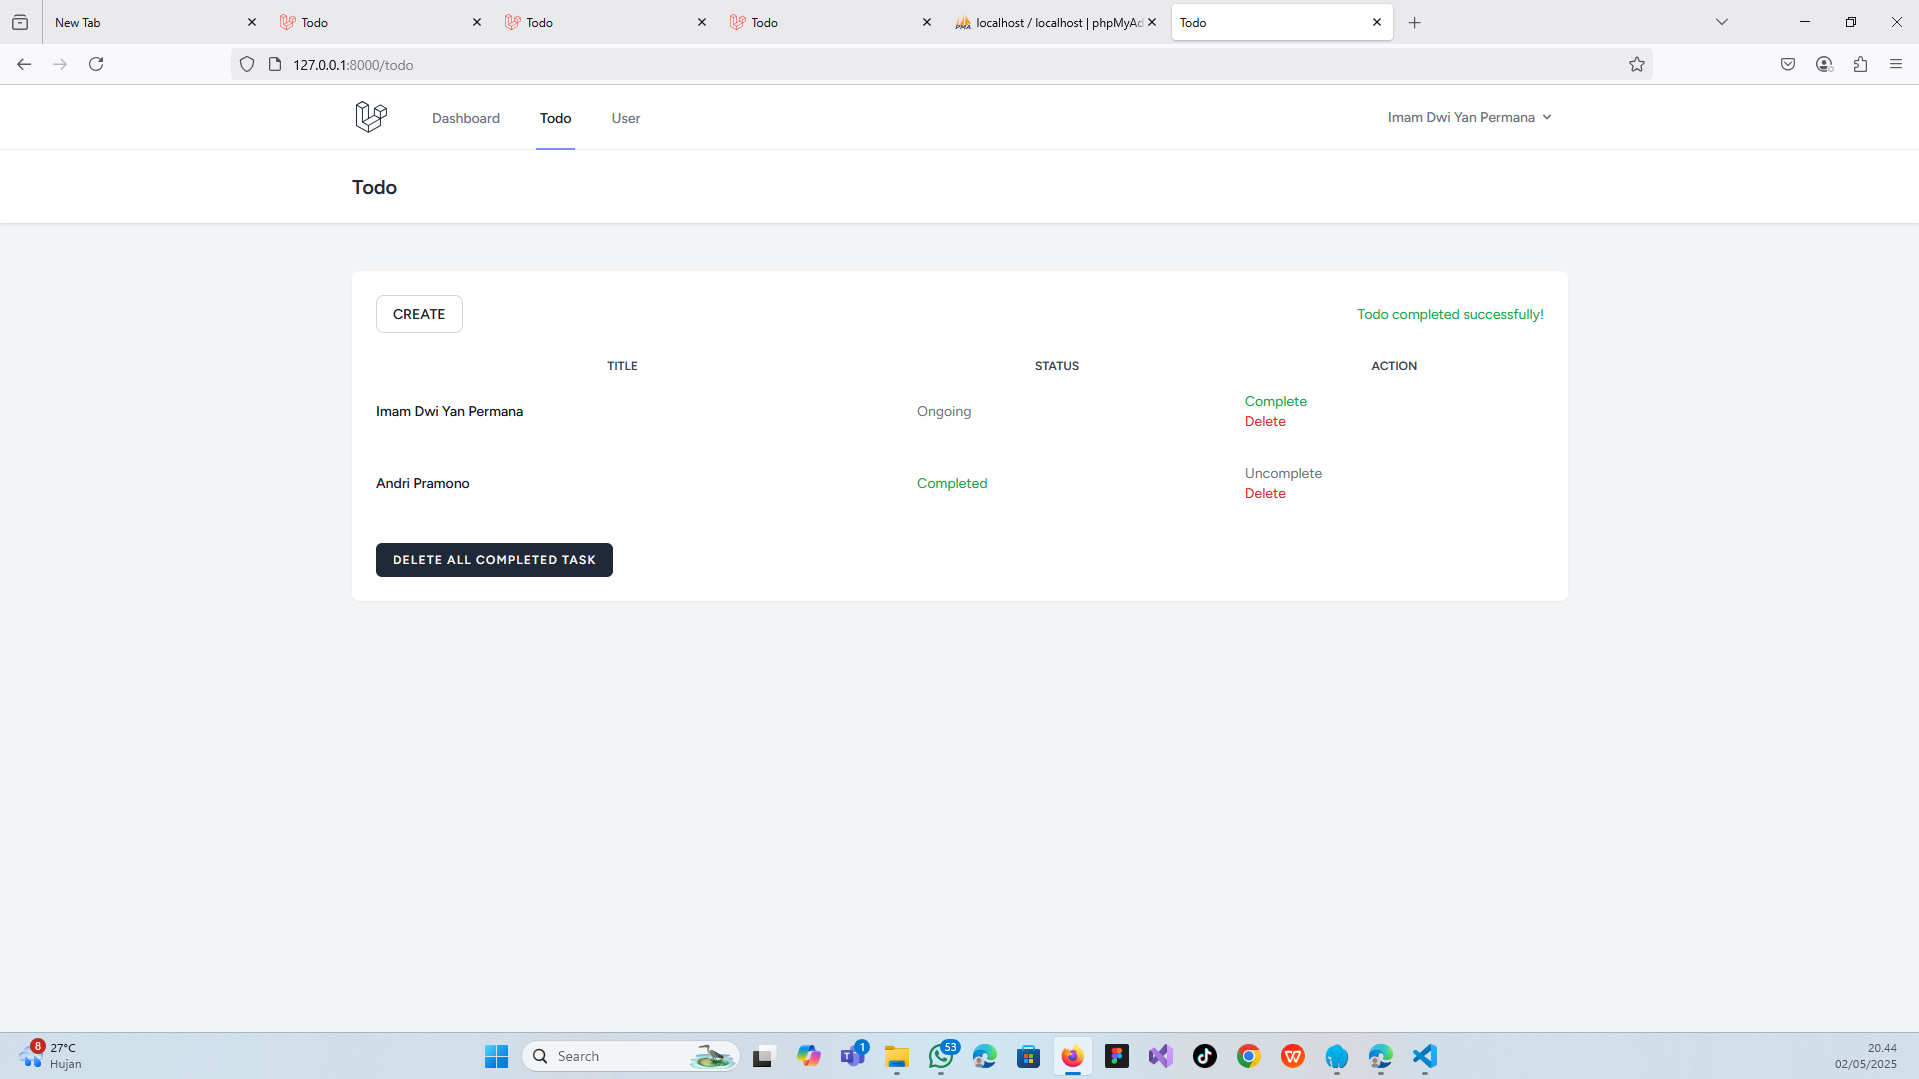 New Tab
Todo
Todo
Todo
localhost / localhost | phpMyAd
Todo
127.0.0.1:8000/todo
Dashboard
Todo
User
Imam Dwi Yan Permana
Todo
CREATE
Todo completed successfully!
TITLE
STATUS
ACTION
Imam Dwi Yan Permana
Ongoing
Complete
Delete
Andri Pramono
Completed
Uncomplete
Delete
DELETE ALL COMPLETED TASK
8
27°C
Hujan
Search
1
53
20.44
02/05/2025